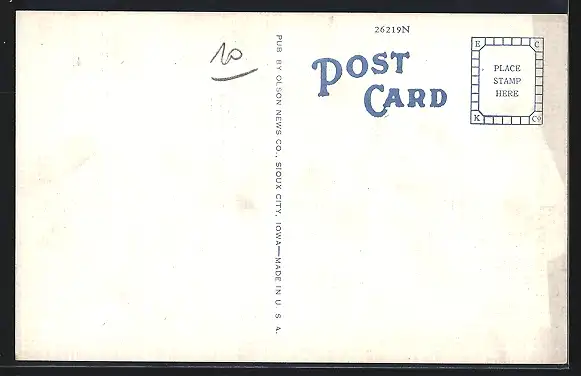 26219N
10
POST
CARD
E C
PLACE
STAMP
HERE
K Co
PUB. BY OLSON NEWS CO., SIOUX CITY, IOWA—MADE IN U. S. A.